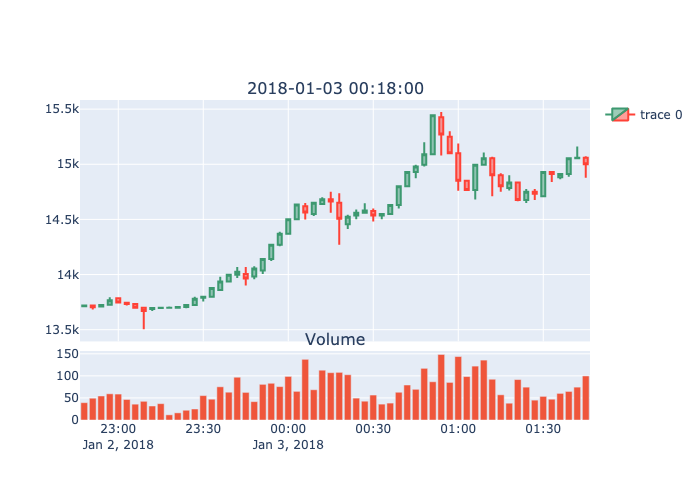 2018-01-03 00:18:00
trace 0
15.5k
15k
14.5k
14k
13.5k
Volume
150
100
50
0
23:00 23:30 00:00 00:30 01:00 01:30
Jan 2, 2018 Jan 3, 2018